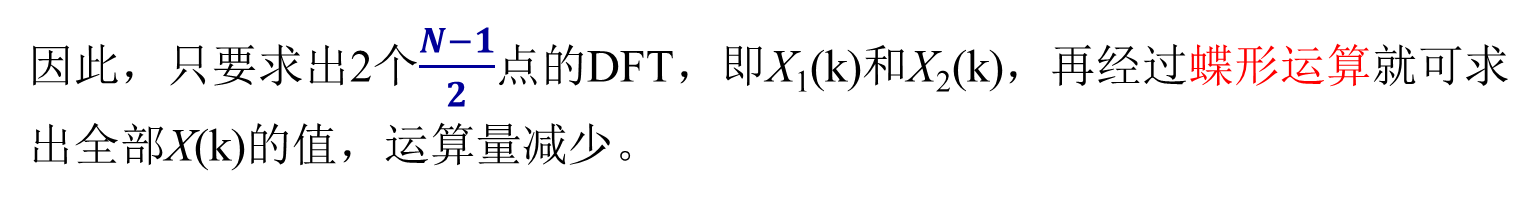 因此，只要求出2个\frac{N-1}{2}点的DFT，即X₁(k)和X₂(k)，再经过蝶形运算就可求
出全部X(k)的值，运算量减少。